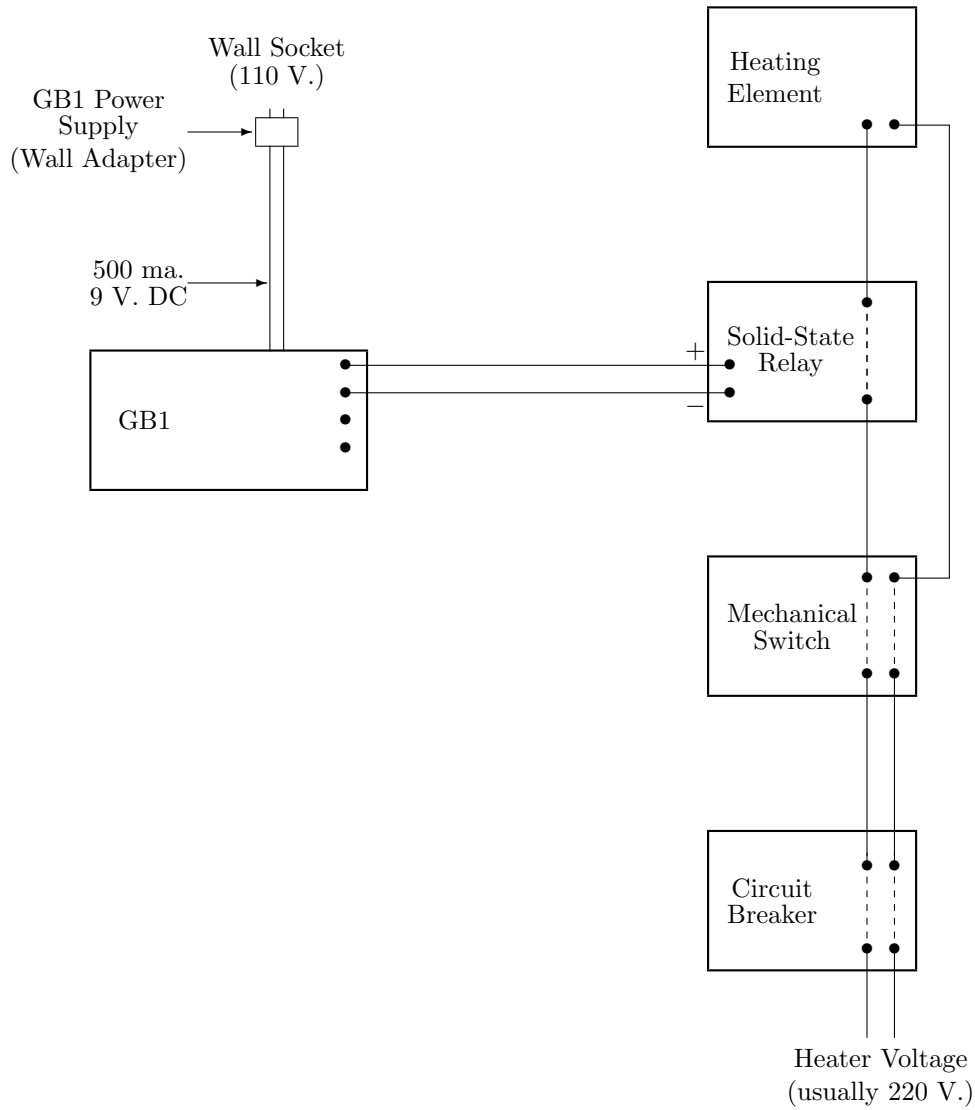 Wall Socket
(110 V.)
GB1 Power
Supply
(Wall Adapter)
500 ma.
9 V. DC
GB1
+
−
Heating
Element
Solid-State
Relay
Mechanical
Switch
Circuit
Breaker
Heater Voltage
(usually 220 V.)